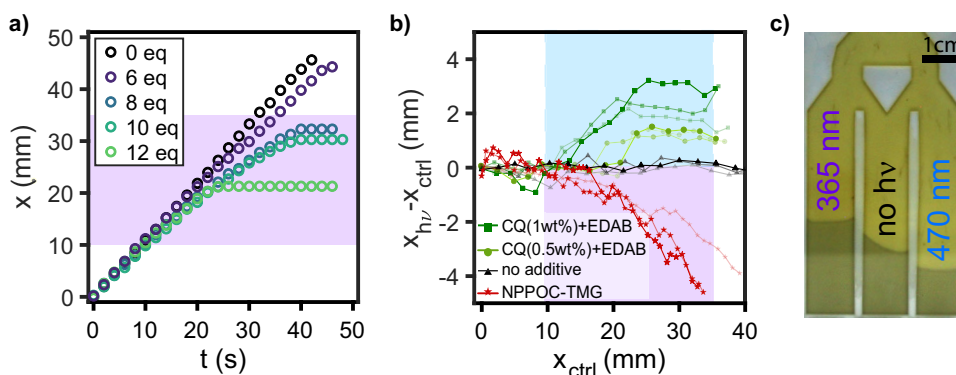 a)
x (mm)
50
40
30
20
10
0
0 eq
6 eq
8 eq
10 eq
12 eq
0 10 20 30 40 50
t (s)
b)
x_hν-x_ctrl (mm)
4
2
0
-2
-4
CQ(1wt%)+EDAB
CQ(0.5wt%)+EDAB
no additive
NPPOC-TMG
0 10 20 30 40
x_ctrl (mm)
c)
1cm
365 nm
no hν
470 nm